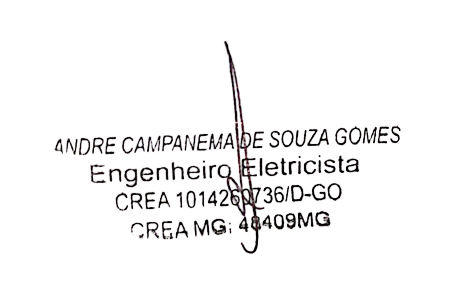 ANDRE CAMPANEMA DE SOUZA GOMES
Engenheiro Eletricista
CREA 1014260736/D-GO
CREA MG: 48409MG